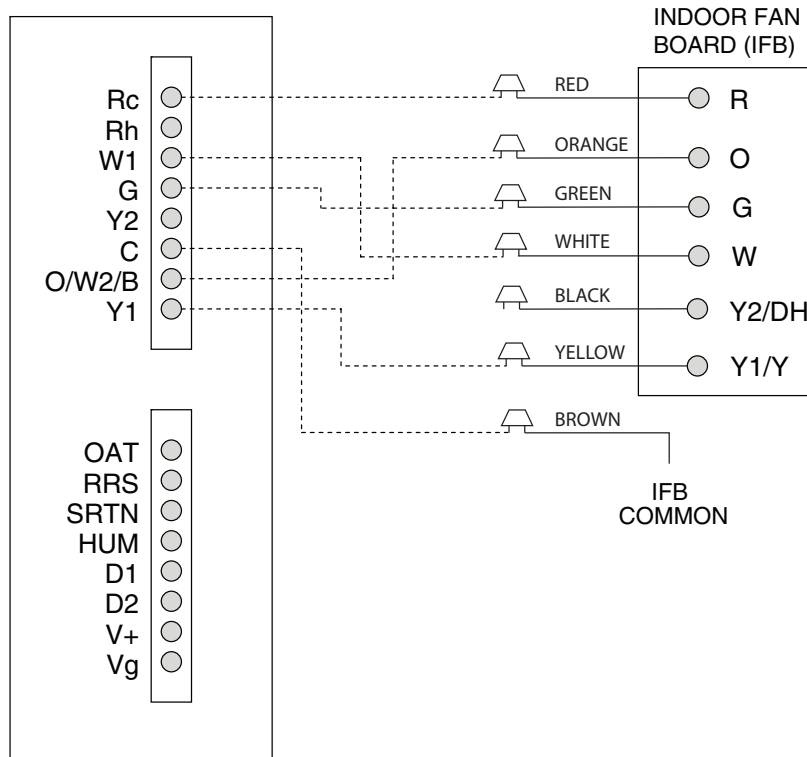 INDOOR FAN
BOARD (IFB)
Rc
Rh
W1
G
Y2
C
O/W2/B
Y1
OAT
RRS
SRTN
HUM
D1
D2
V+
Vg
RED
ORANGE
GREEN
WHITE
BLACK
YELLOW
BROWN
R
O
G
W
Y2/DH
Y1/Y
IFB
COMMON